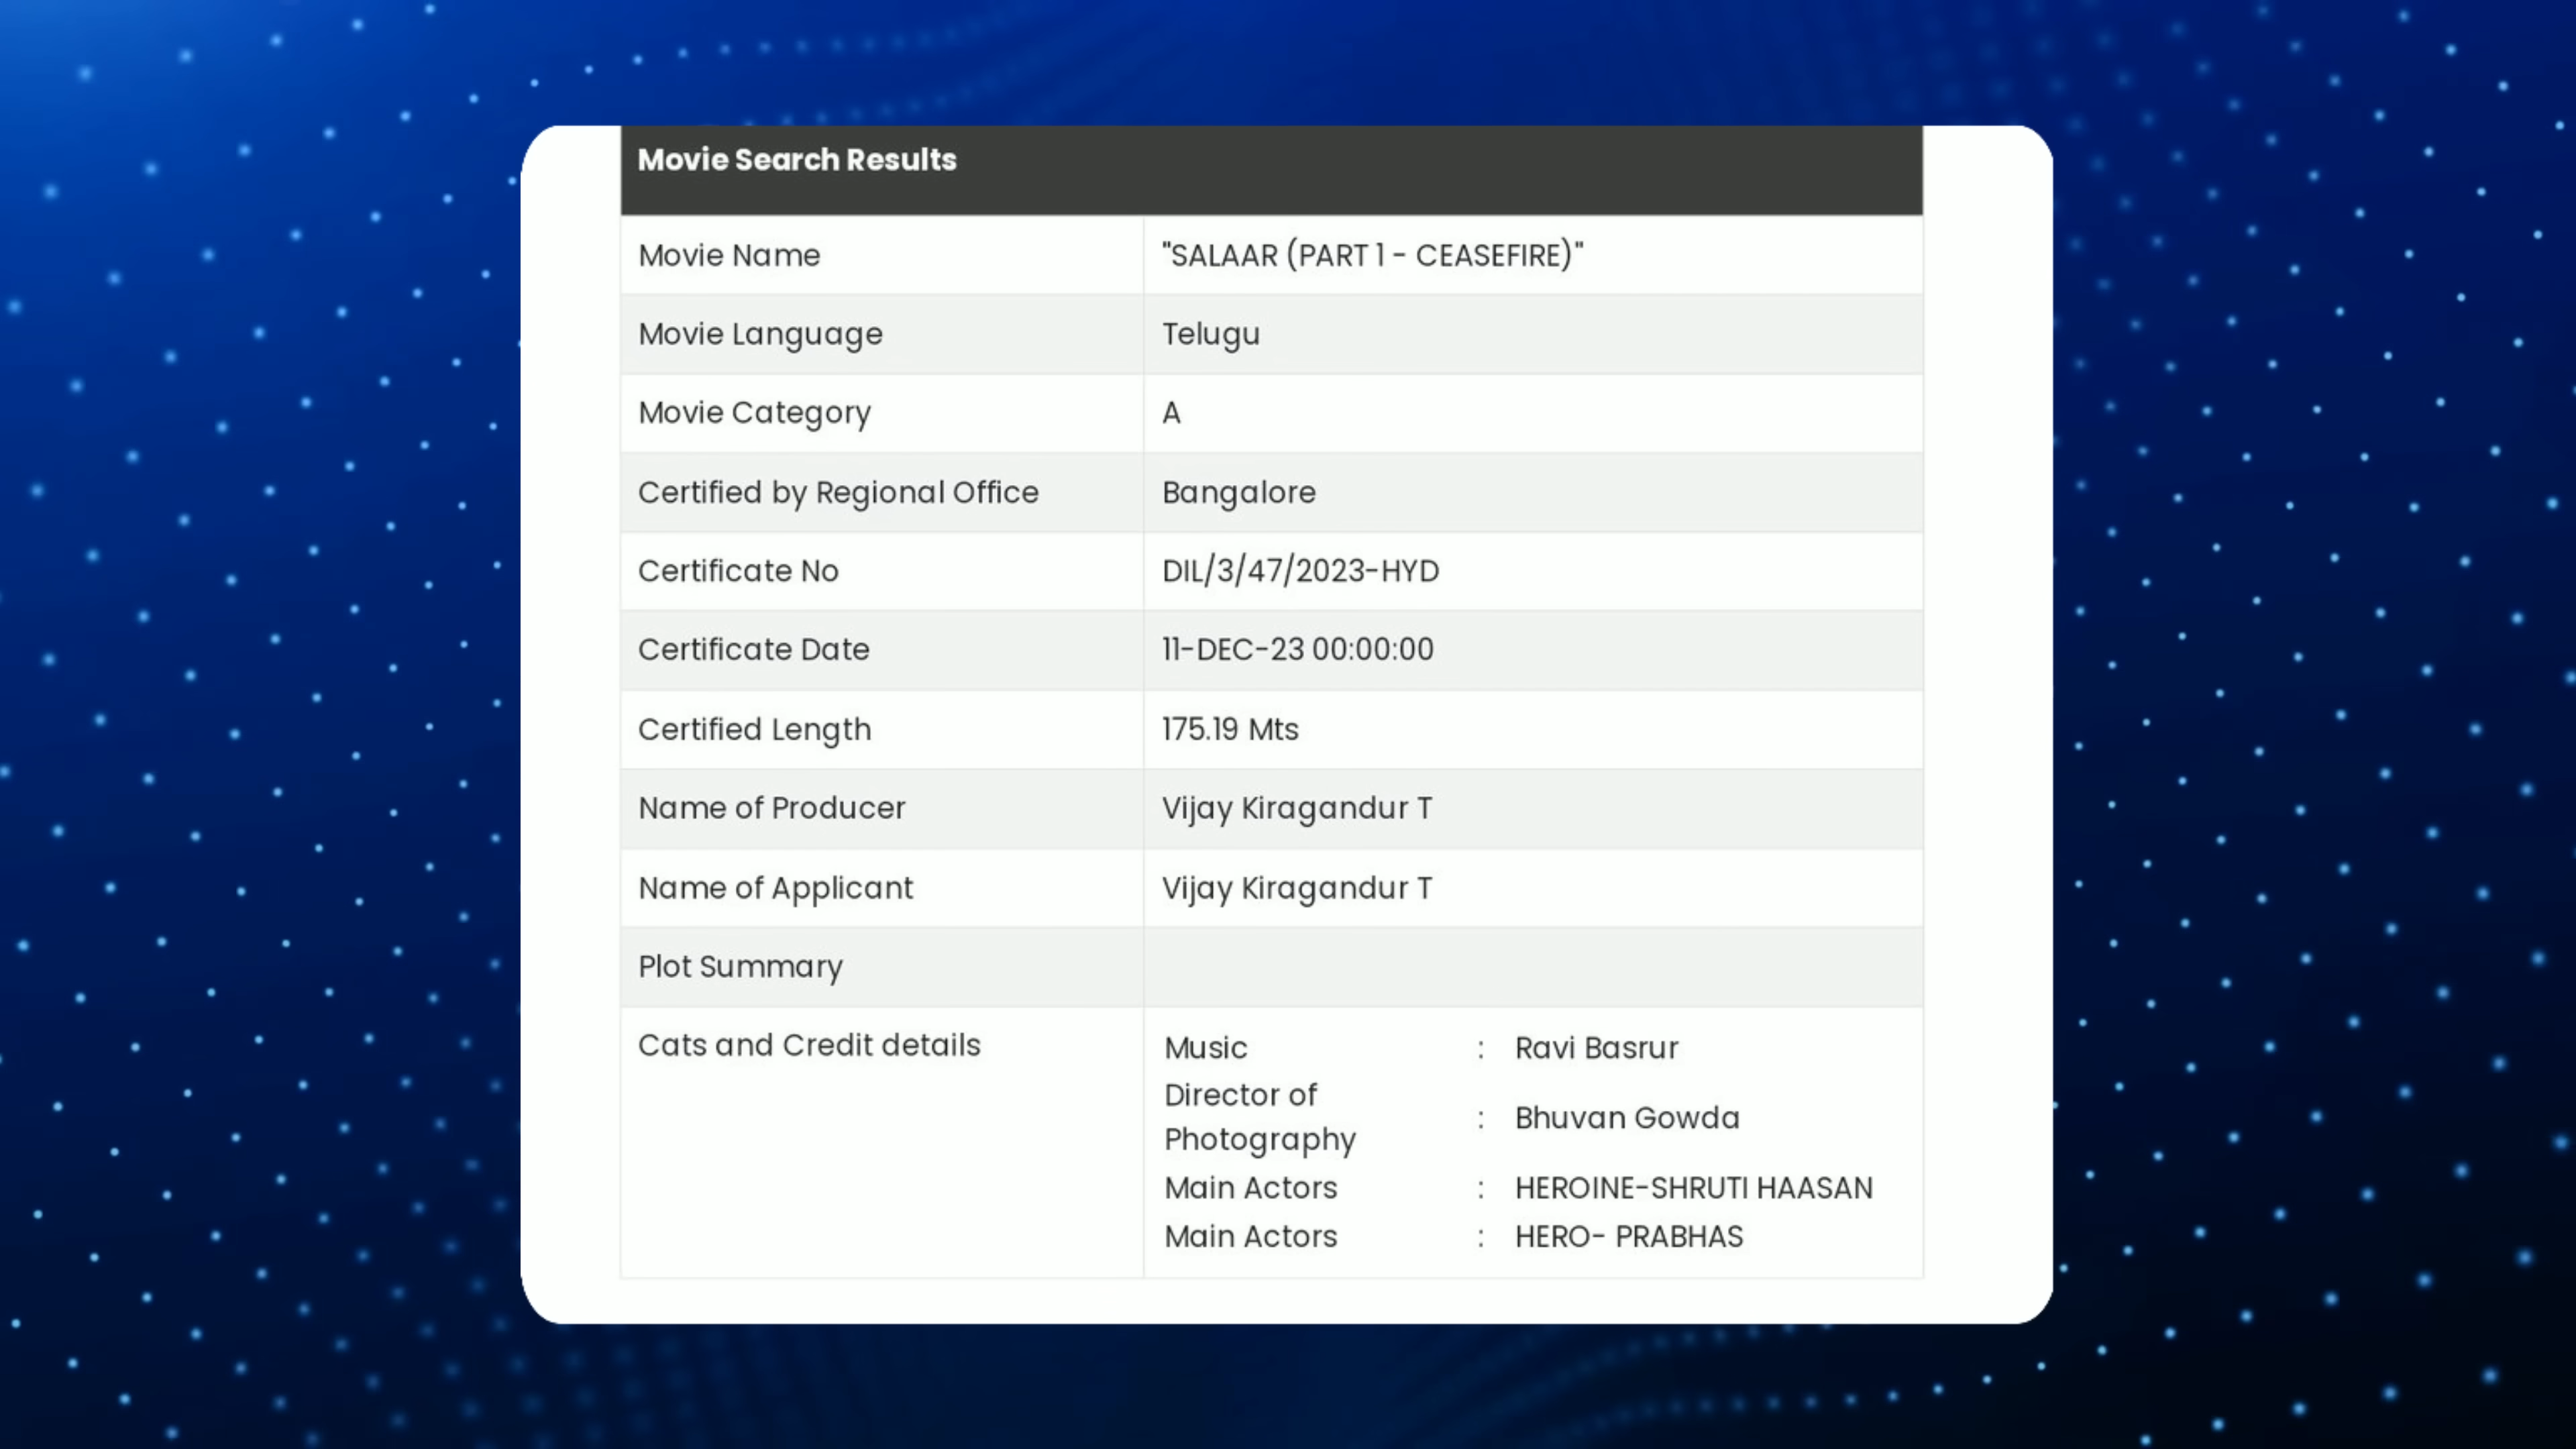 Movie Search Results
Movie Name "SALAAR (PART 1 - CEASEFIRE)"
Movie Language Telugu
Movie Category A
Certified by Regional Office Bangalore
Certificate No DIL/3/47/2023-HYD
Certificate Date 11-DEC-23 00:00:00
Certified Length 175.19 Mts
Name of Producer Vijay Kiragandur T
Name of Applicant Vijay Kiragandur T
Plot Summary
Cats and Credit details
Music : Ravi Basrur
Director of
Photography : Bhuvan Gowda
Main Actors : HEROINE-SHRUTI HAASAN
Main Actors : HERO- PRABHAS